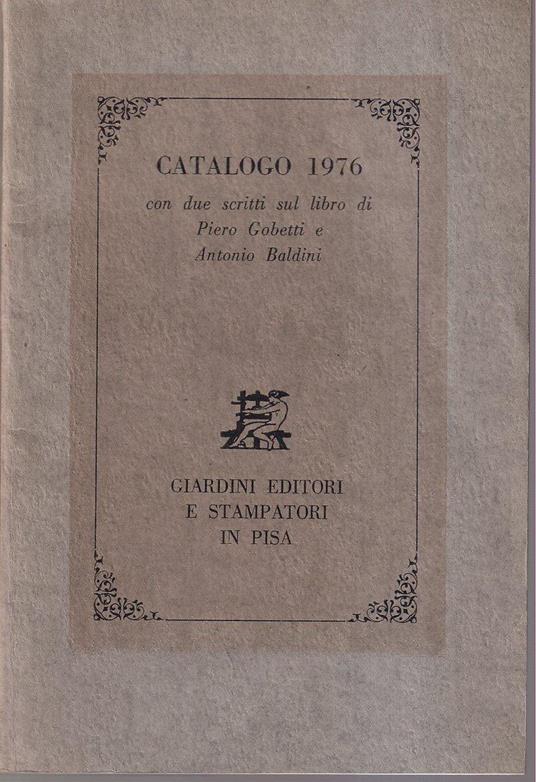 CATALOGO 1976
con due scritti sul libro di
Piero Gobetti e
Antonio Baldini
GIARDINI EDITORI
E STAMPATORI
IN PISA